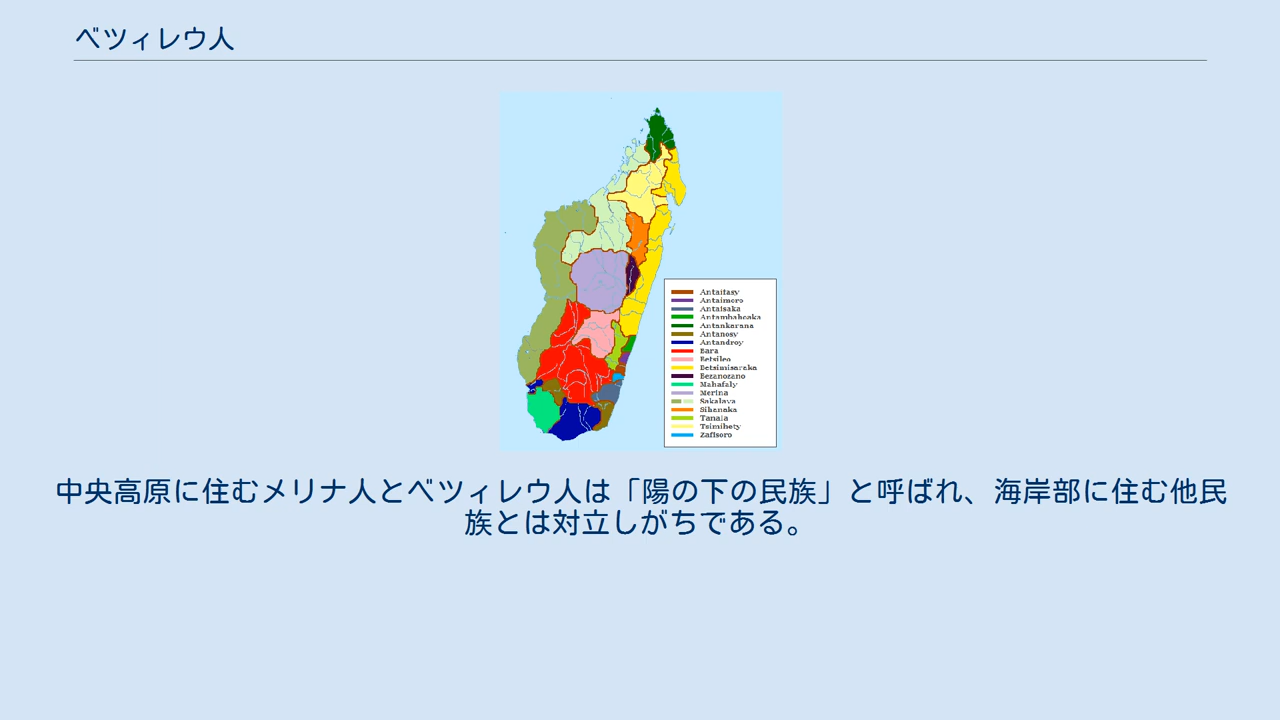 ベツィレウ人
Antaifasy
Antaimoro
Antaisaka
Antambahoaka
Antankarana
Antanosy
Antandroy
Bara
Betsileo
Betsimisaraka
Bezanozano
Mahafaly
Merina
Sakalava
Sihanaka
Tanala
Tsimihety
Zafisoro
中央高原に住むメリナ人とベツィレウ人は「陽の下の民族」と呼ばれ、海岸部に住む他民
族とは対立しがちである。